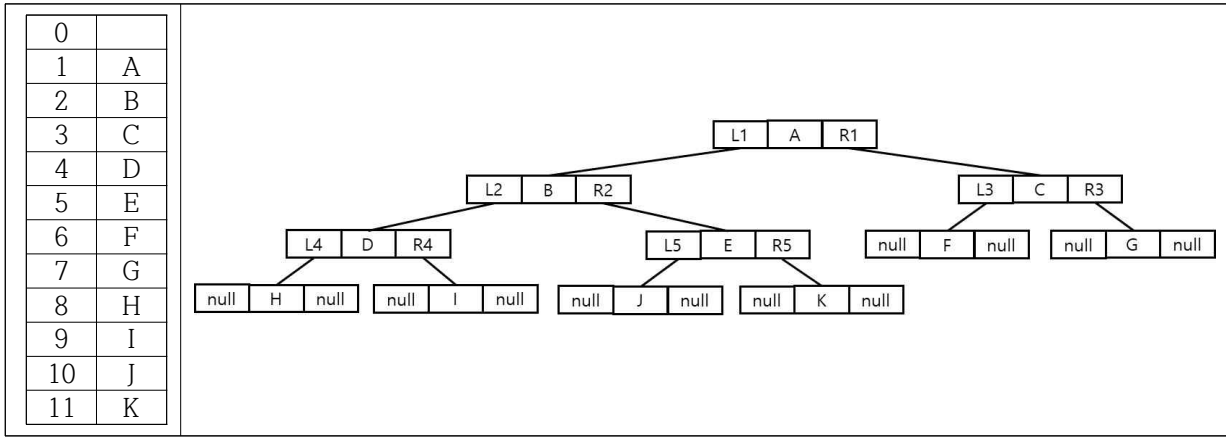 0
1 A
2 B
3 C
4 D
5 E
6 F
7 G
8 H
9 I
10 J
11 K
L1 A R1
L2 B R2 L3 C R3
L4 D R4 L5 E R5 null F null null G null
null H null null I null null J null null K null